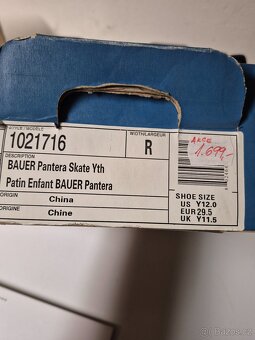 STYLE/MODELE
1021716
WIDTH/LARGEUR
R
AKCE
1.699,-
DESCRIPTION
BAUER Pantera Skate Yth
Patin Enfant BAUER Pantera
SHOE SIZE
US Y12.0
EUR 29.5
UK Y11.5
ORIGIN
China
ORIGINE
Chine